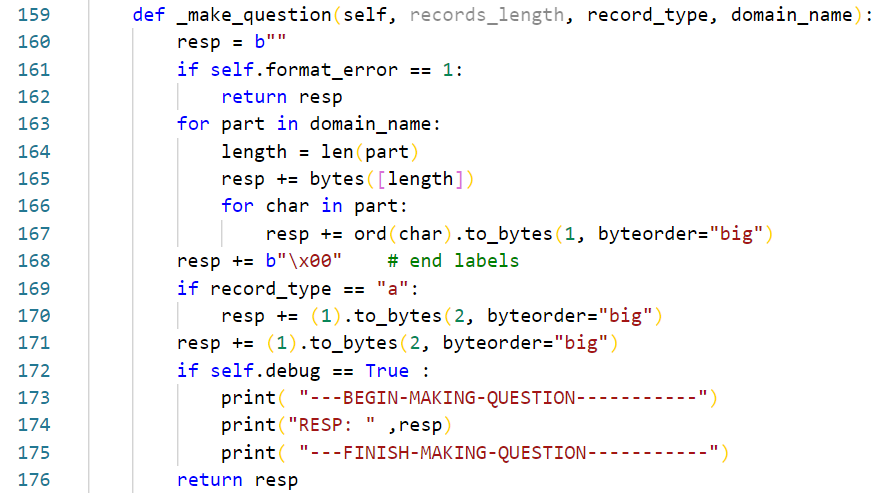 159 def _make_question(self, records_length, record_type, domain_name):
160 resp = b""
161 if self.format_error == 1:
162 return resp
163 for part in domain_name:
164 length = len(part)
165 resp += bytes([length])
166 for char in part:
167 resp += ord(char).to_bytes(1, byteorder="big")
168 resp += b"\x00" # end labels
169 if record_type == "a":
170 resp += (1).to_bytes(2, byteorder="big")
171 resp += (1).to_bytes(2, byteorder="big")
172 if self.debug == True :
173 print( "---BEGIN-MAKING-QUESTION-----------")
174 print("RESP: " ,resp)
175 print( "---FINISH-MAKING-QUESTION-----------")
176 return resp